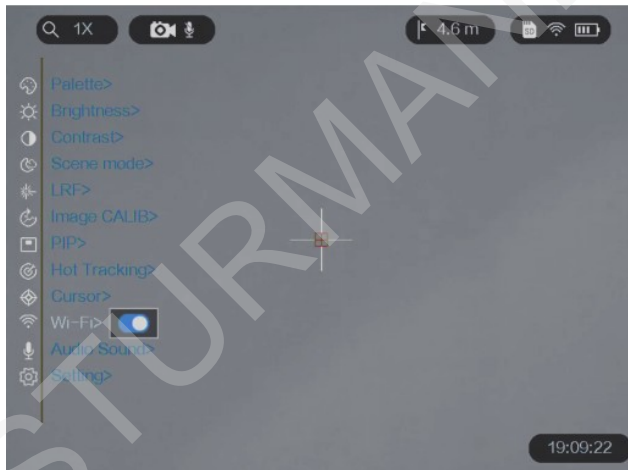 1X
4.6 m
SD
Palette>
Brightness>
Contrast>
Scene mode>
LRF>
Image CALIB>
PIP>
Hot Tracking>
Cursor>
Wi-Fi>
Audio Sound>
Setting>
19:09:22
STURMAN